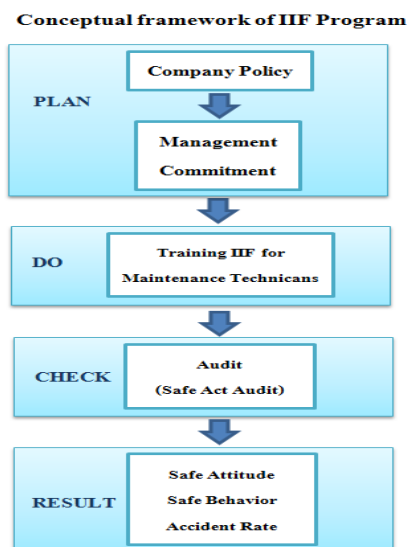 Conceptual framework of IIF Program
PLAN
Company Policy
Management
Commitment
DO
Training IIF for
Maintenance Technicans
CHECK
Audit
(Safe Act Audit)
RESULT
Safe Attitude
Safe Behavior
Accident Rate